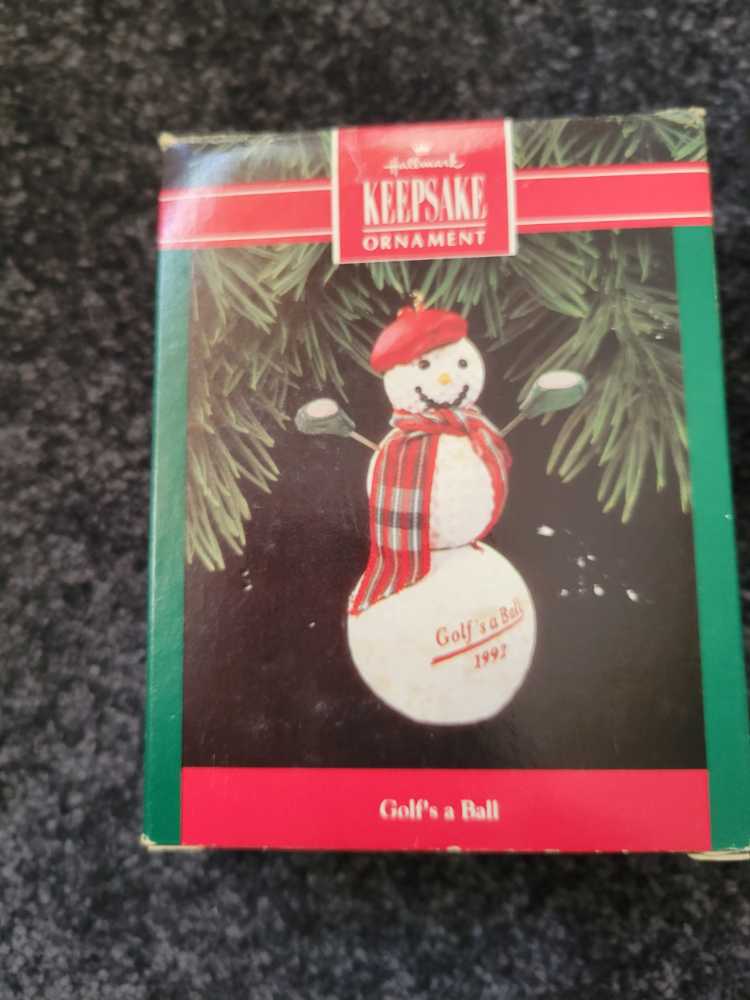 Hallmark
KEEPSAKE
ORNAMENT
Golf's a Ball
1992
Golf's a Ball